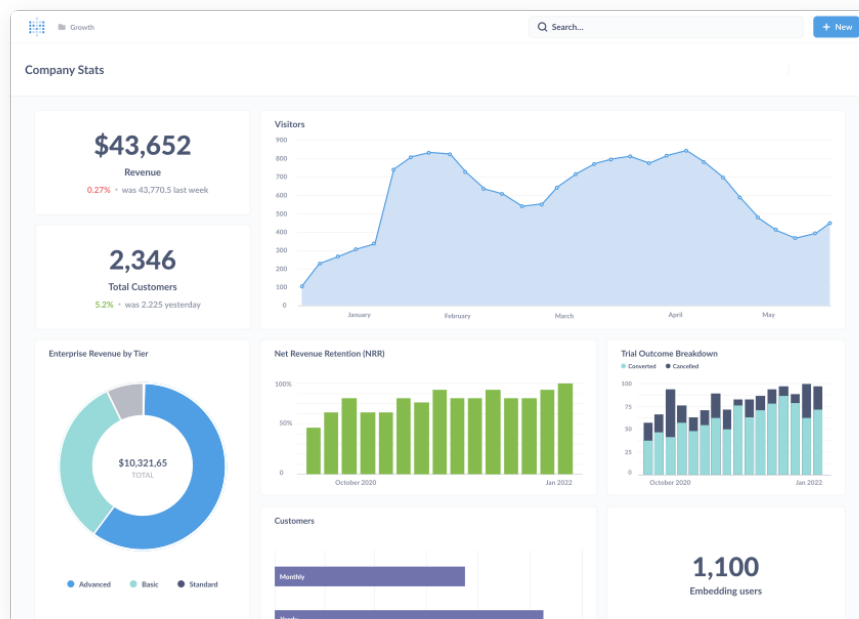 Growth
Search...
+ New
Company Stats
$43,652
Revenue
0.27% • was 43,770.5 last week
2,346
Total Customers
5.2% • was 2.225 yesterday
Visitors
900
800
700
600
500
400
300
200
100
0
January
February
March
April
May
Enterprise Revenue by Tier
$10,321,65
TOTAL
Advanced
Basic
Standard
Net Revenue Retention (NRR)
100%
50%
0
October 2020
Jan 2022
Trial Outcome Breakdown
Converted
Cancelled
100
75
50
25
0
October 2020
Jan 2022
Customers
Monthly
1,100
Embedding users